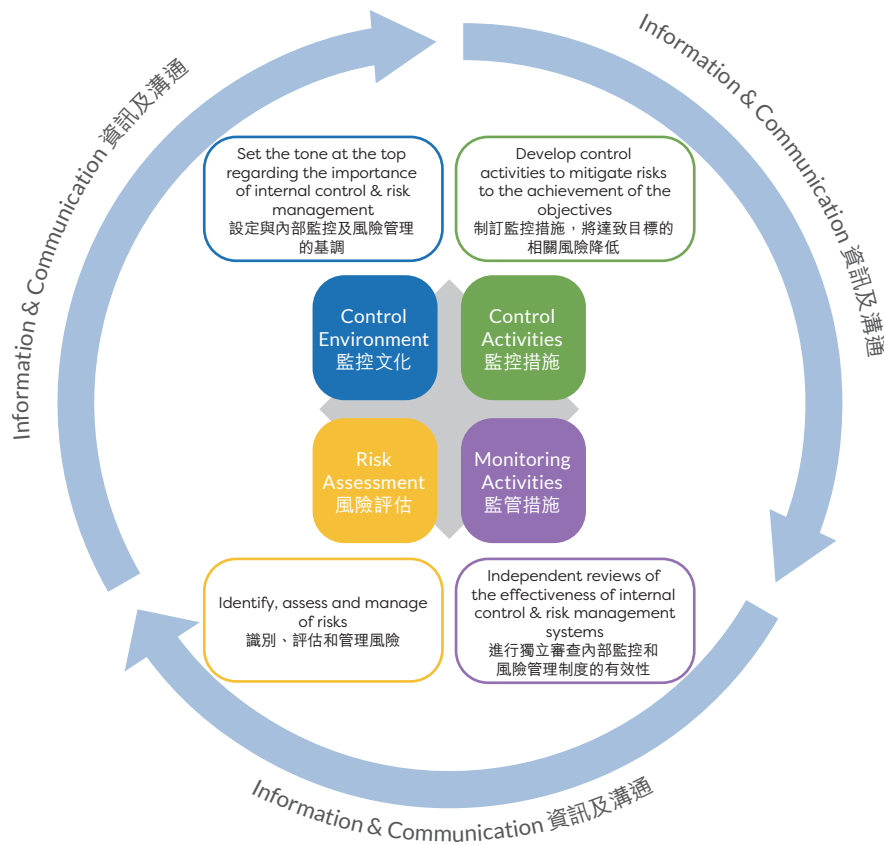 Information & Communication 資訊及溝通
Information & Communication 資訊及溝通
Set the tone at the top
regarding the importance
of internal control & risk
management
設定與內部監控及風險管理
的基調
Develop control
activities to mitigate risks
to the achievement of the
objectives
制訂監控措施，將達致目標的
相關風險降低
Control
Environment
監控文化
Control
Activities
監控措施
Risk
Assessment
風險評估
Monitoring
Activities
監管措施
Identify, assess and manage
of risks
識別、評估和管理風險
Independent reviews of
the effectiveness of internal
control & risk management
systems
進行獨立審查內部監控和
風險管理制度的有效性
Information & Communication 資訊及溝通